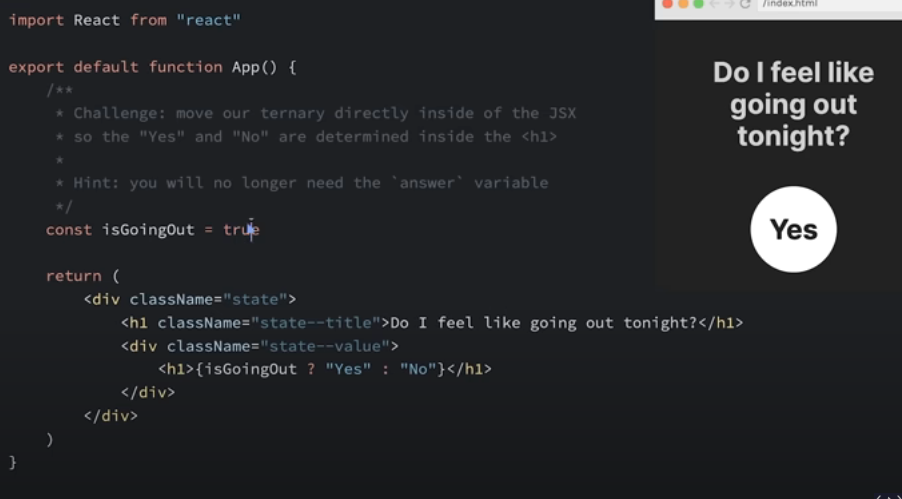 import React from "react"
export default function App() {
/**
* Challenge: move our ternary directly inside of the JSX
* so the "Yes" and "No" are determined inside the <h1>
*
* Hint: you will no longer need the `answer` variable
*/
const isGoingOut = true
return (
<div className="state">
<h1 className="state--title">Do I feel like going out tonight?</h1>
<div className="state--value">
<h1>{isGoingOut ? "Yes" : "No"}</h1>
</div>
</div>
)
}
/index.html
Do I feel like
going out
tonight?
Yes